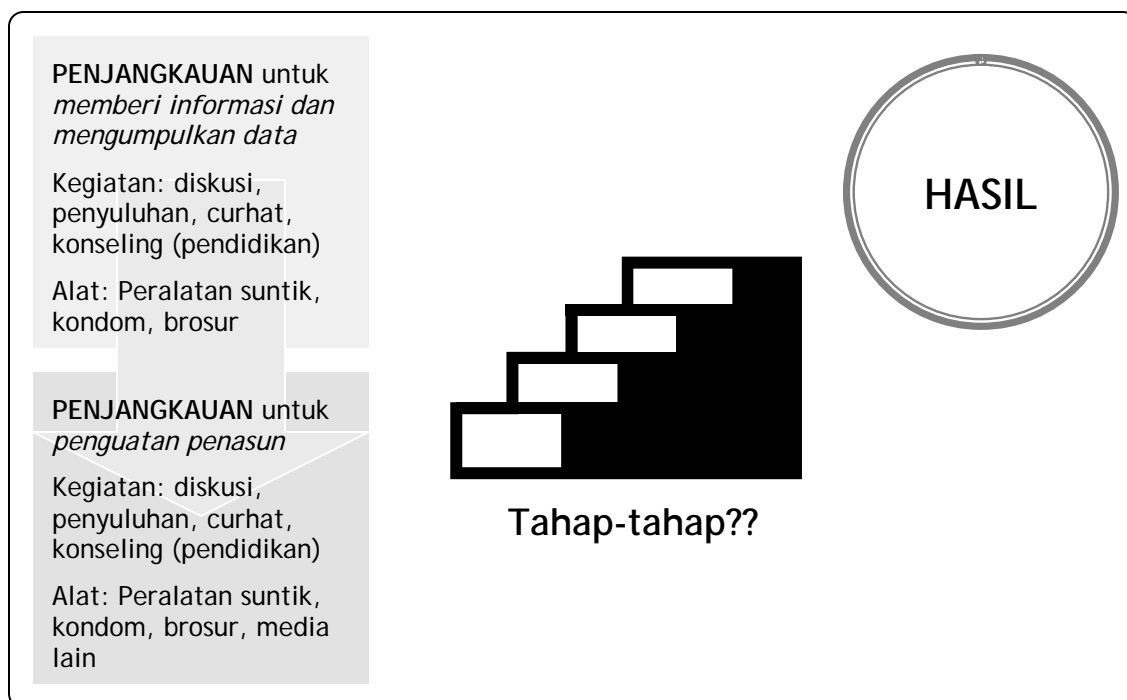 PENJANGKAUAN untuk
memberi informasi dan
mengumpulkan data
Kegiatan: diskusi,
penyuluhan, curhat,
konseling (pendidikan)
Alat: Peralatan suntik,
kondom, brosur
PENJANGKAUAN untuk
penguatan penasun
Kegiatan: diskusi,
penyuluhan, curhat,
konseling (pendidikan)
Alat: Peralatan suntik,
kondom, brosur, media
lain
Tahap-tahap??
HASIL